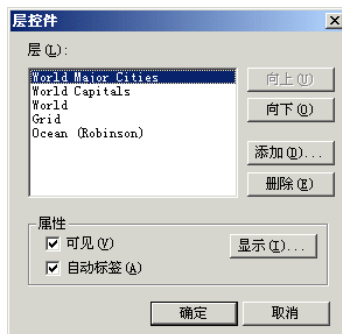 层控件
层(L):
World Major Cities
World Capitals
World
Grid
Ocean (Robinson)
向上(U)
向下(O)
添加(D)...
删除(E)
属性
可见(V)
自动标签(A)
显示(I)...
确定
取消